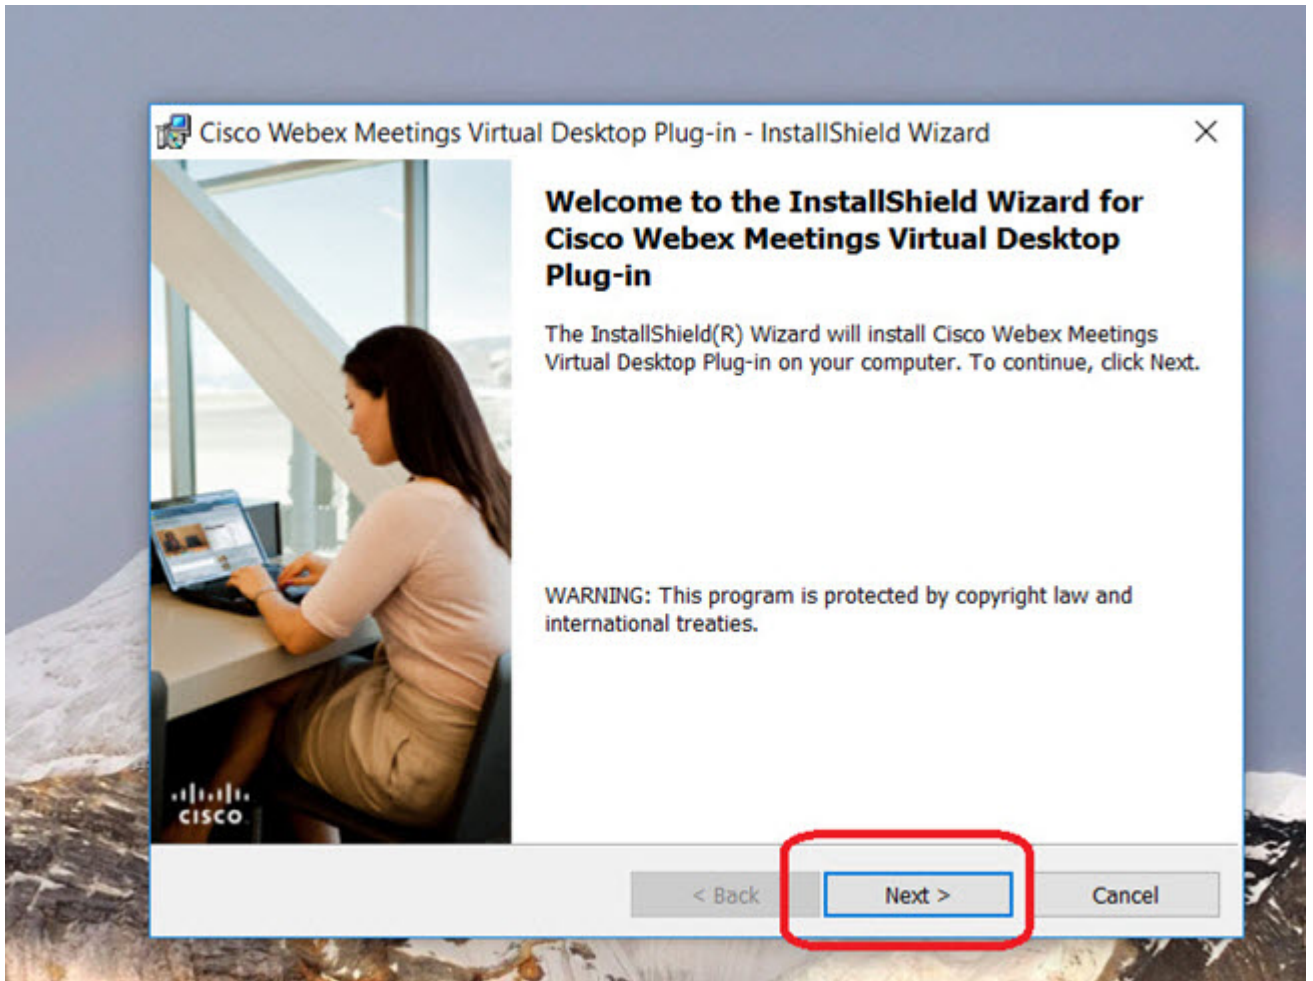 Cisco Webex Meetings Virtual Desktop Plug-in - InstallShield Wizard
Welcome to the InstallShield Wizard for
Cisco Webex Meetings Virtual Desktop
Plug-in
The InstallShield(R) Wizard will install Cisco Webex Meetings
Virtual Desktop Plug-in on your computer. To continue, click Next.
WARNING: This program is protected by copyright law and
international treaties.
CISCO
< Back
Next >
Cancel